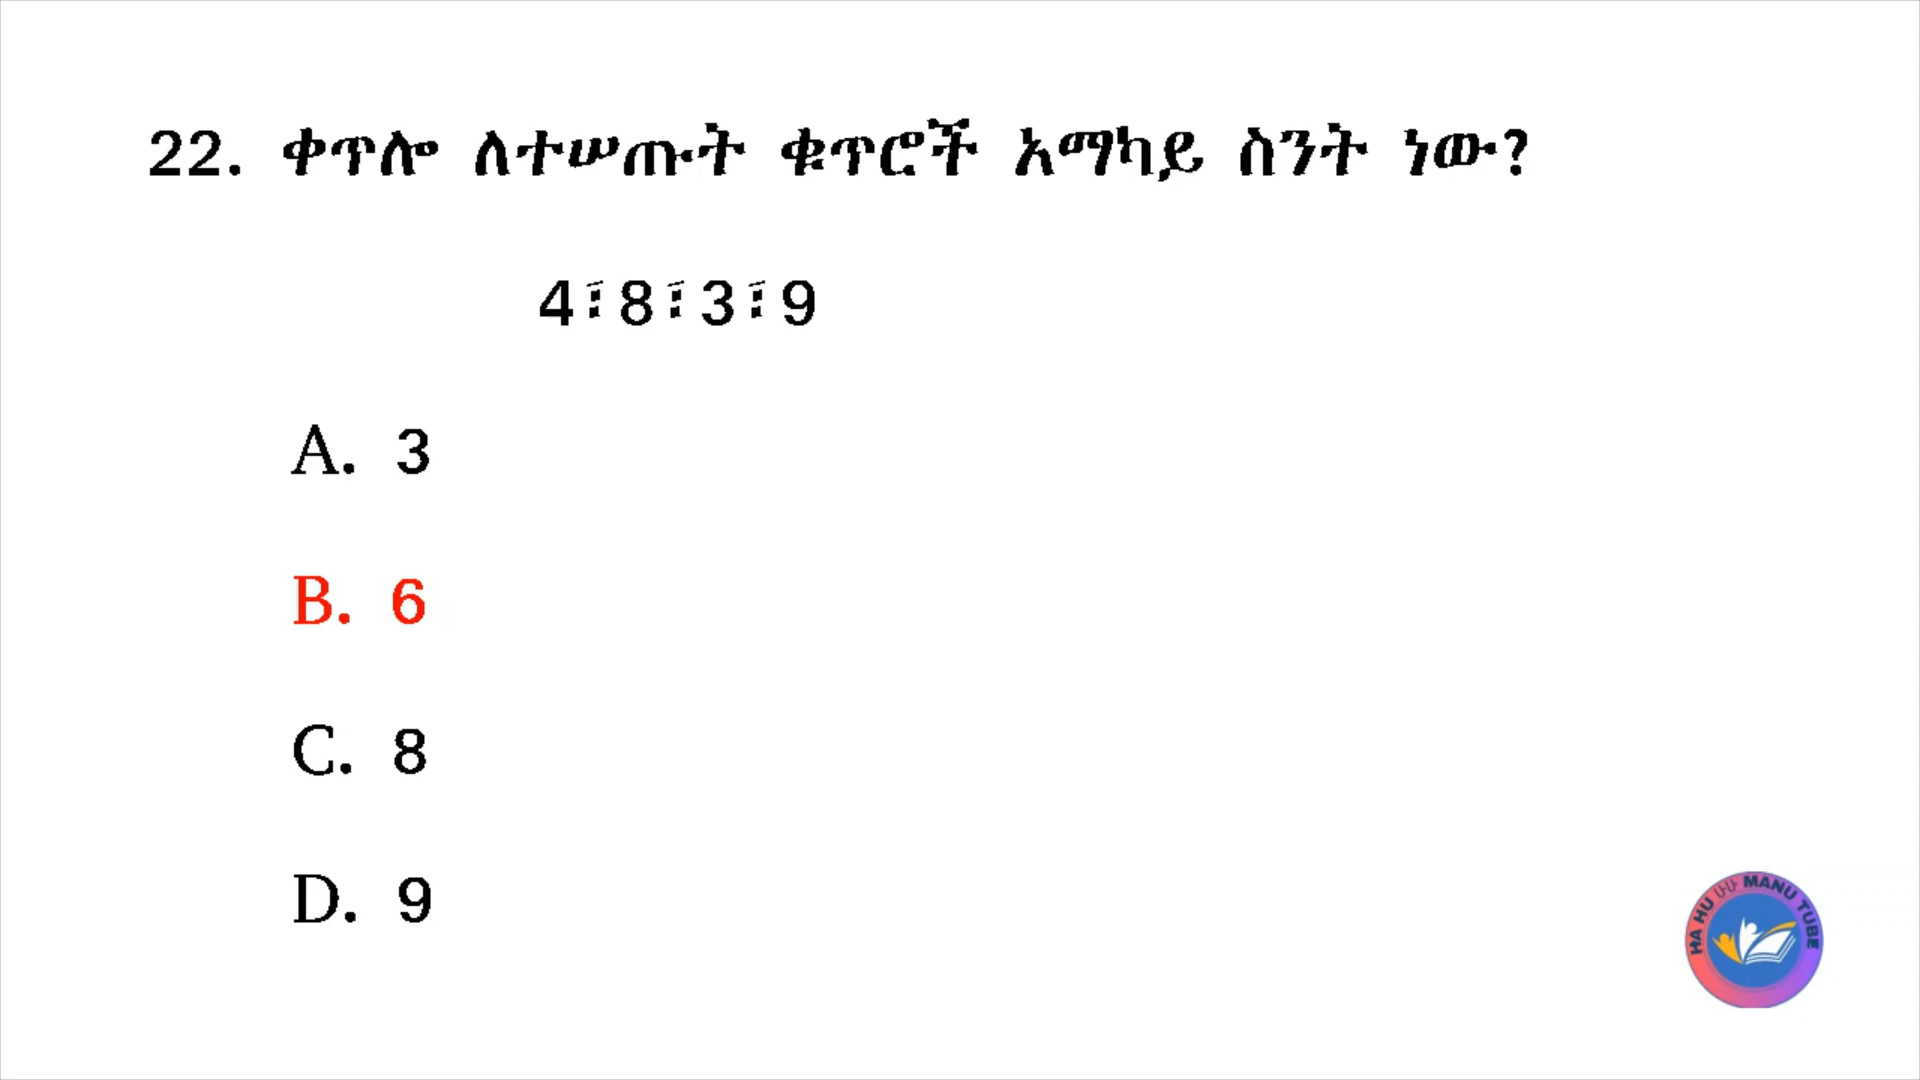 22. ቀጥሎ ለተሠጡት ቁጥሮች አማካይ ስንት ነው?
4፣8፣3፣9
A. 3
B. 6
C. 8
D. 9
HA HU ሀሁ MANU TUBE